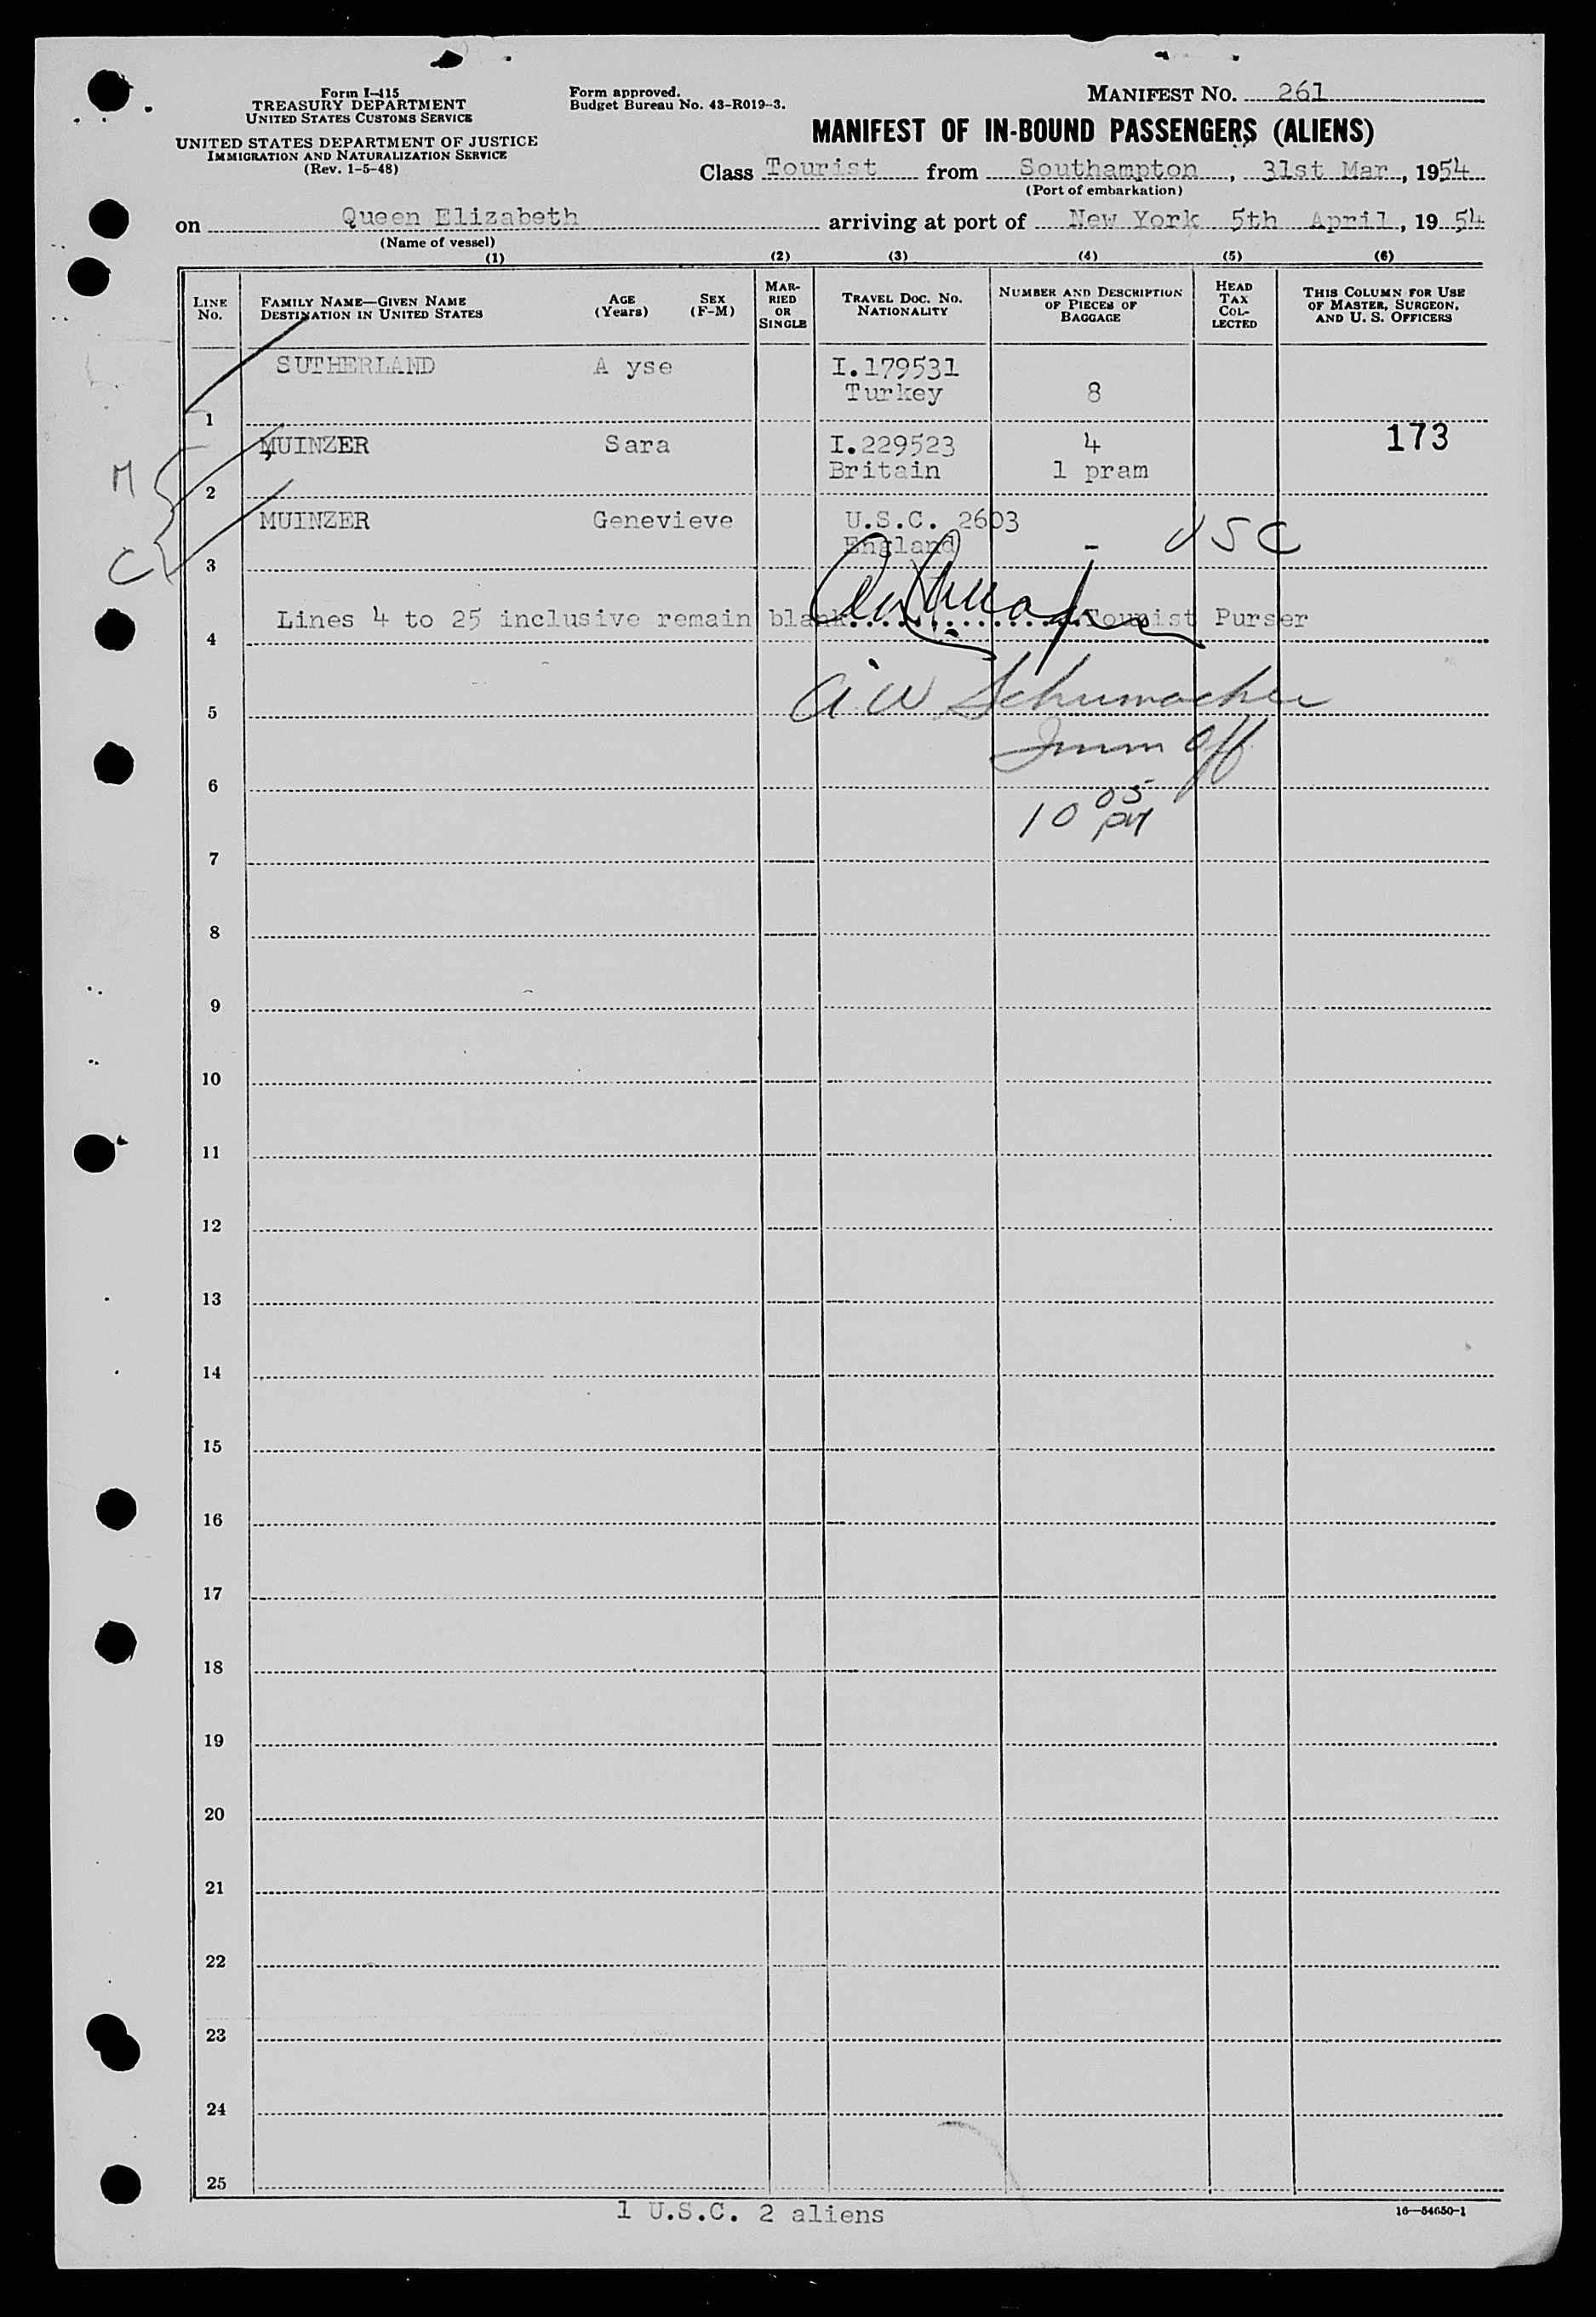 Form I-415
TREASURY DEPARTMENT
UNITED STATES CUSTOMS SERVICE
UNITED STATES DEPARTMENT OF JUSTICE
IMMIGRATION AND NATURALIZATION SERVICE
(Rev. 1-5-48)
Form approved.
Budget Bureau No. 43-R019-3.
MANIFEST NO. 261
MANIFEST OF IN-BOUND PASSENGERS (ALIENS)
Class Tourist from Southampton, 31st Mar, 1954
(Port of embarkation)
on Queen Elizabeth arriving at port of New York 5th April, 19 54
(Name of vessel)
(1) (2) (3) (4) (5) (6)
LINE NO.
FAMILY NAME—GIVEN NAME
DESTINATION IN UNITED STATES
AGE (Years)
SEX (F-M)
MARRIED OR SINGLE
TRAVEL DOC. NO. NATIONALITY
NUMBER AND DESCRIPTION OF PIECES OF BAGGAGE
HEAD TAX COLLECTED
THIS COLUMN FOR USE OF MASTER, SURGEON, AND U. S. OFFICERS
SUTHERLAND A yse I.179531
Turkey 8
1
MUINZER Sara I.229523 4 173
M
Britain 1 pram
2
MUINZER Genevieve U.S.C. 2603 USC
England -
C
3
Lines 4 to 25 inclusive remain blank Tourist Purser
4
A W Schumacher
5
Imm Off
6
10 05 PM
7
8
9
10
11
12
13
14
15
16
17
18
19
20
21
22
23
24
25
1 U.S.C. 2 aliens
16—54650-1